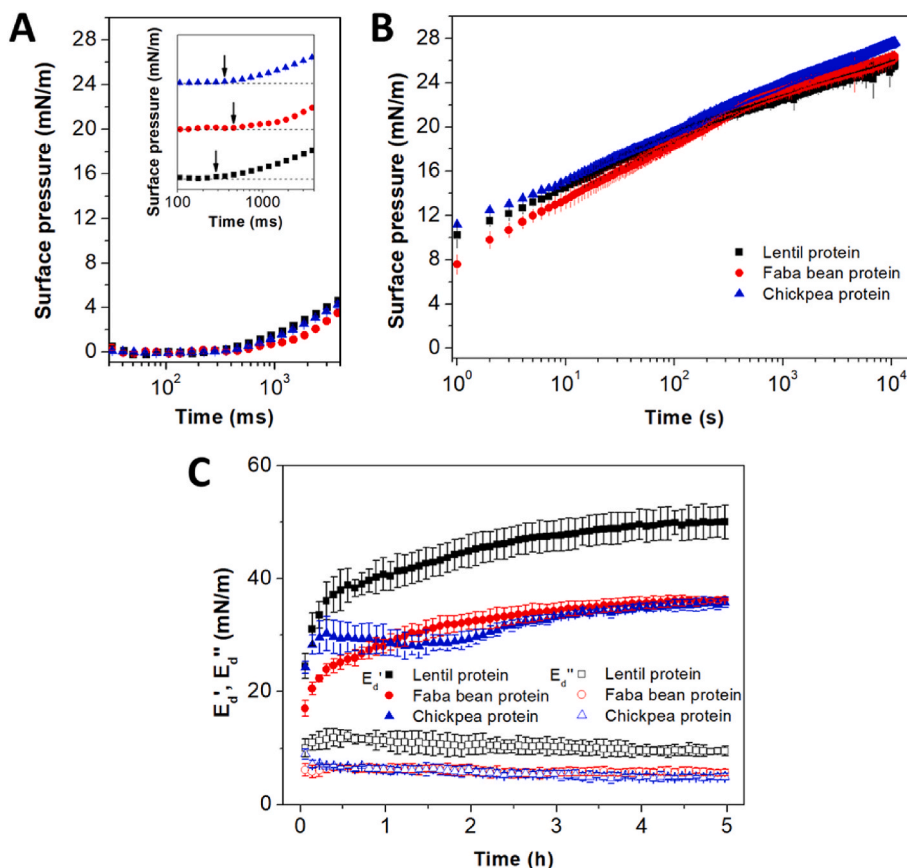 A
Surface pressure (mN/m)
28
24
20
16
12
8
4
0
10²
10³
Time (ms)
Surface pressure (mN/m)
100
1000
Time (ms)
B
Surface pressure (mN/m)
28
24
20
16
12
8
4
0
Lentil protein
Faba bean protein
Chickpea protein
10⁰
10¹
10²
10³
10⁴
Time (s)
C
E_d', E_d'' (mN/m)
60
40
20
0
E_d'
Lentil protein
Faba bean protein
Chickpea protein
E_d''
Lentil protein
Faba bean protein
Chickpea protein
0
1
2
3
4
5
Time (h)